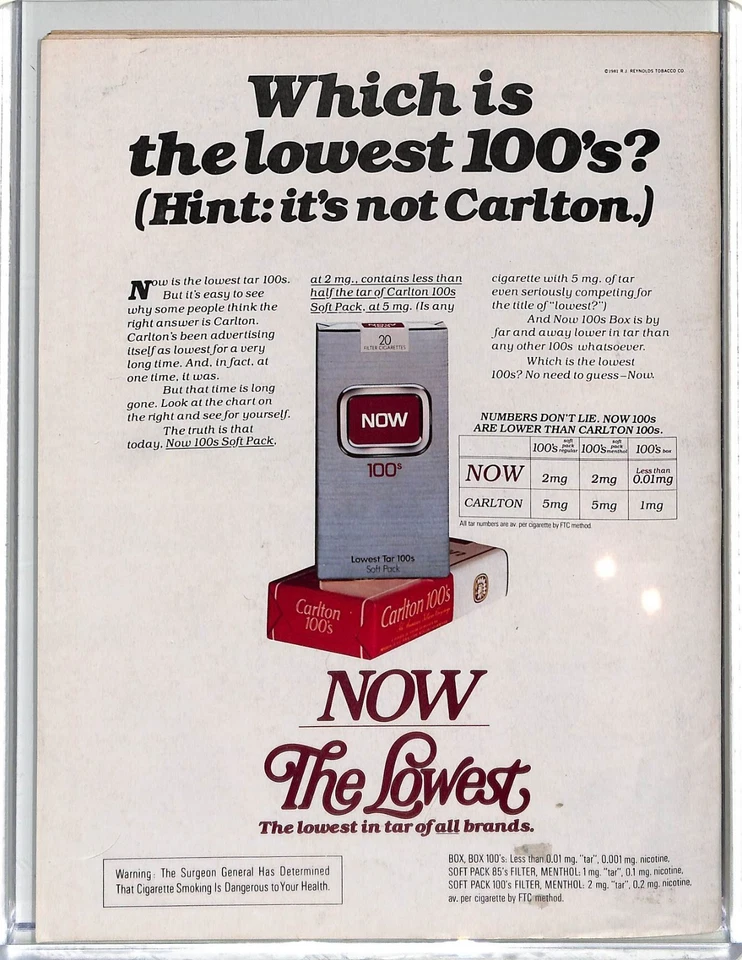 ©1981 R.J. REYNOLDS TOBACCO CO.
Which is
the lowest 100's?
(Hint: it's not Carlton.)
Now is the lowest tar 100s.
But it's easy to see
why some people think the
right answer is Carlton.
Carlton's been advertising
itself as lowest for a very
long time. And, in fact, at
one time, it was.
But that time is long
gone. Look at the chart on
the right and see for yourself.
The truth is that
today, Now 100s Soft Pack,
at 2 mg., contains less than
half the tar of Carlton 100s
Soft Pack, at 5 mg. (Is any
cigarette with 5 mg. of tar
even seriously competing for
the title of "lowest?")
And Now 100s Box is by
far and away lower in tar than
any other 100s whatsoever.
Which is the lowest
100s? No need to guess—Now.
20
FILTER CIGARETTES
NOW
100s
Lowest Tar 100s
Soft Pack
Carlton
100's
Carlton 100's
NUMBERS DON'T LIE. NOW 100s
ARE LOWER THAN CARLTON 100s.
100's soft pack regular 100's soft pack menthol 100's box
NOW 2mg 2mg Less than 0.01mg
CARLTON 5mg 5mg 1mg
All tar numbers are av. per cigarette by FTC method.
NOW
The Lowest
The lowest in tar of all brands.
Warning: The Surgeon General Has Determined
That Cigarette Smoking Is Dangerous to Your Health.
BOX, BOX 100's: Less than 0.01 mg. "tar", 0.001 mg. nicotine,
SOFT PACK 85's FILTER, MENTHOL: 1 mg. "tar", 0.1 mg. nicotine,
SOFT PACK 100's FILTER, MENTHOL: 2 mg. "tar", 0.2 mg. nicotine,
av. per cigarette by FTC method.